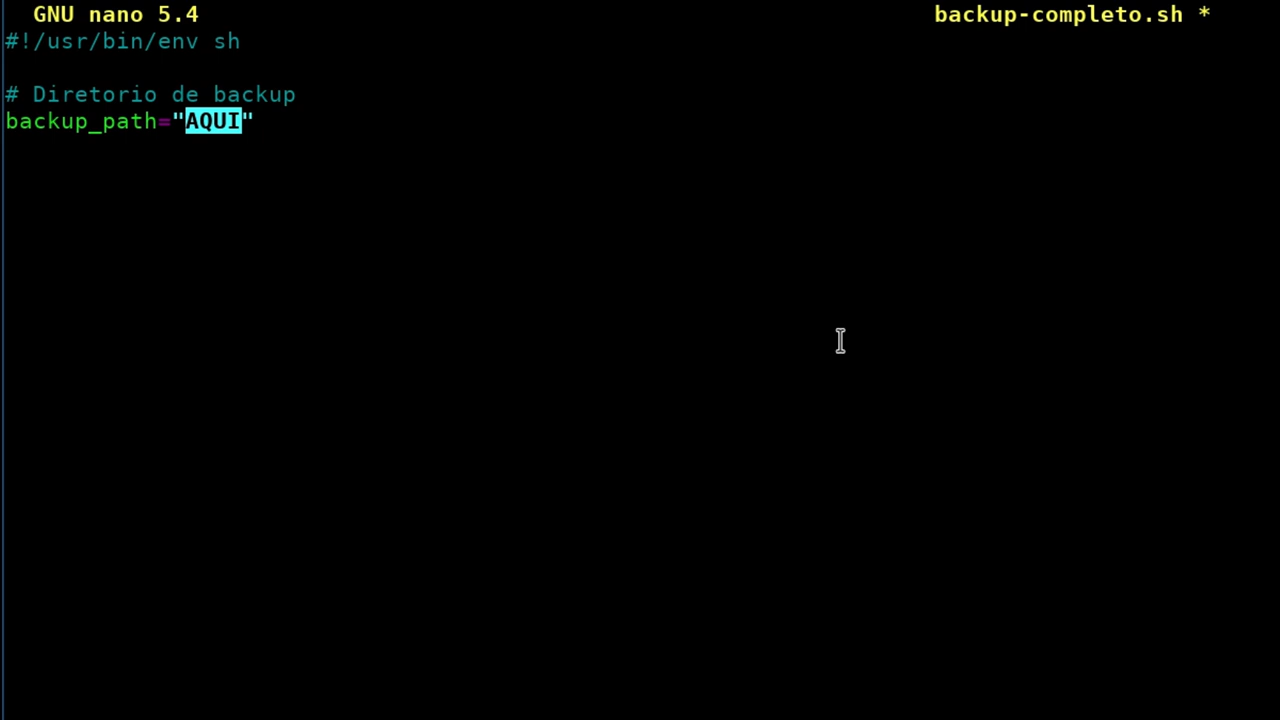 GNU nano 5.4 backup-completo.sh *
#!/usr/bin/env sh
# Diretorio de backup
backup_path="AQUI"